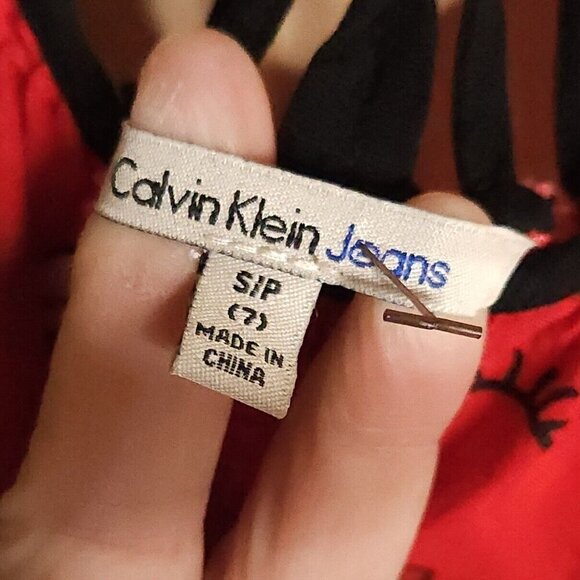 Calvin Klein Jeans
S/P
(7)
MADE IN
CHINA